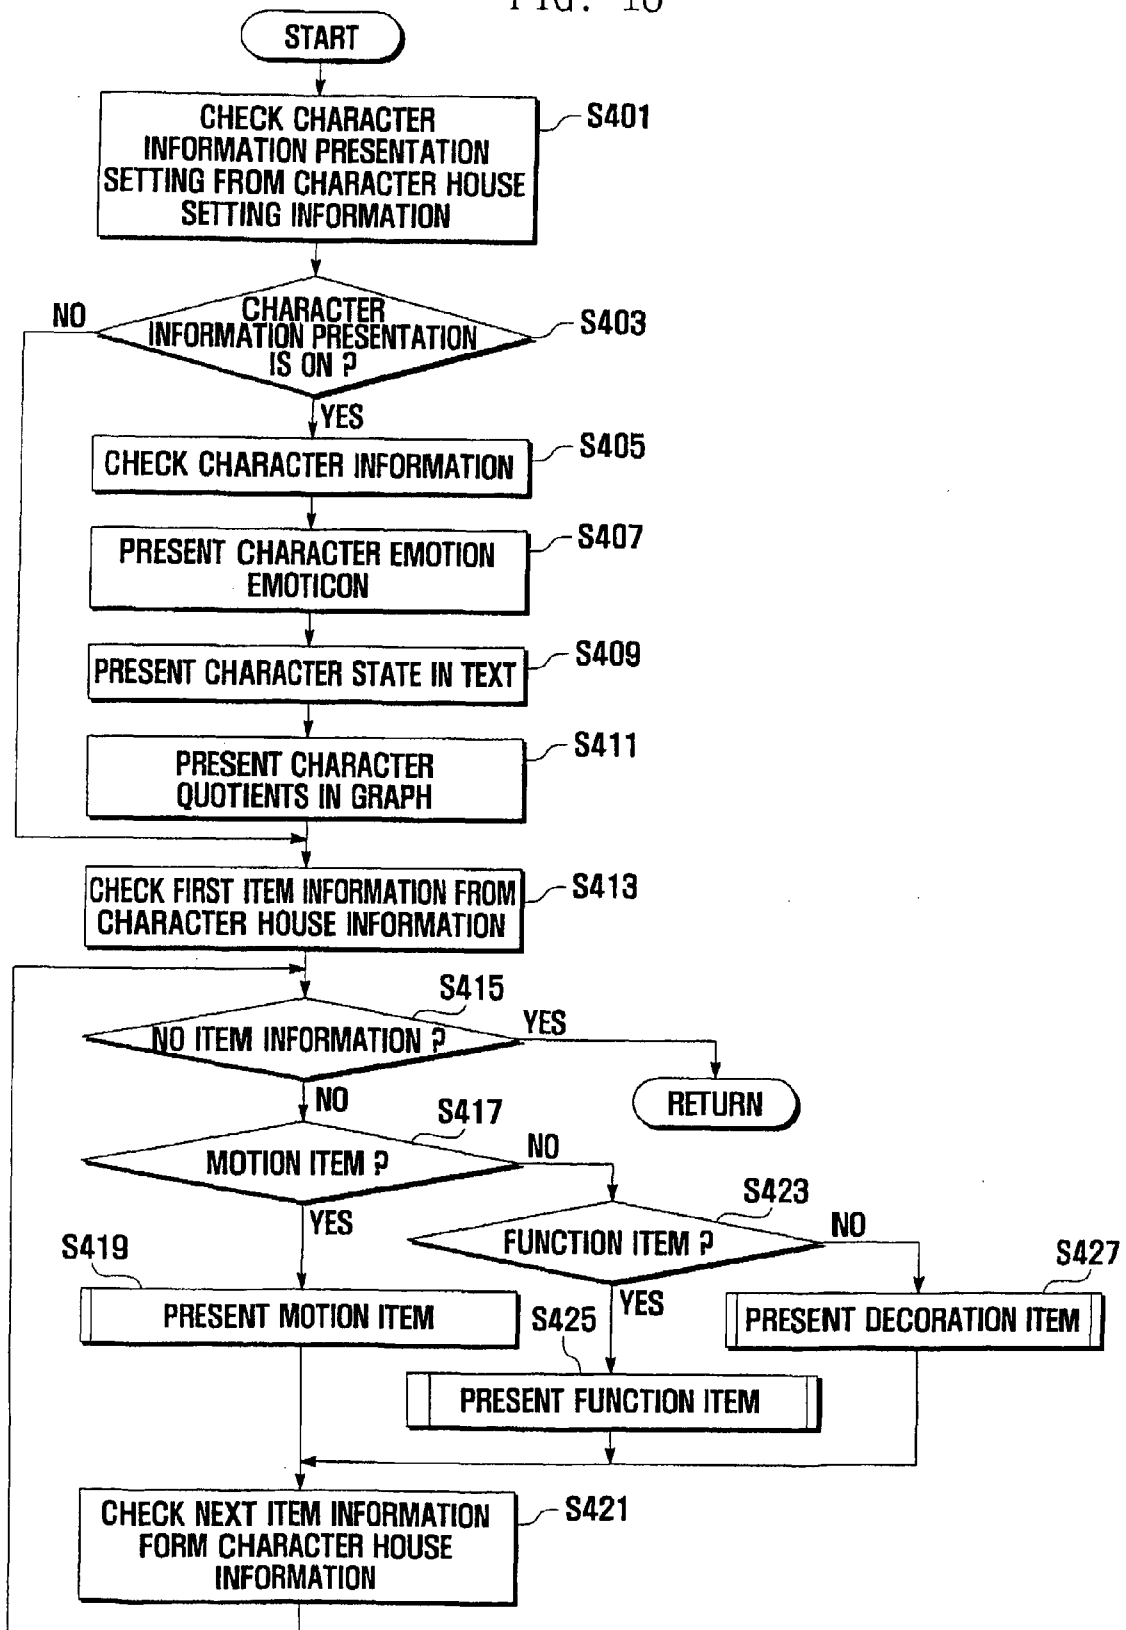 START
CHECK CHARACTER
INFORMATION PRESENTATION
SETTING FROM CHARACTER HOUSE
SETTING INFORMATION
S401
CHARACTER
INFORMATION PRESENTATION
IS ON ?
S403
NO
YES
CHECK CHARACTER INFORMATION
S405
PRESENT CHARACTER EMOTION
EMOTICON
S407
PRESENT CHARACTER STATE IN TEXT
S409
PRESENT CHARACTER
QUOTIENTS IN GRAPH
S411
CHECK FIRST ITEM INFORMATION FROM
CHARACTER HOUSE INFORMATION
S413
NO ITEM INFORMATION ?
S415
YES
RETURN
NO
MOTION ITEM ?
S417
NO
YES
FUNCTION ITEM ?
S423
NO
YES
S419
PRESENT MOTION ITEM
S427
PRESENT DECORATION ITEM
S425
PRESENT FUNCTION ITEM
CHECK NEXT ITEM INFORMATION
FORM CHARACTER HOUSE
INFORMATION
S421